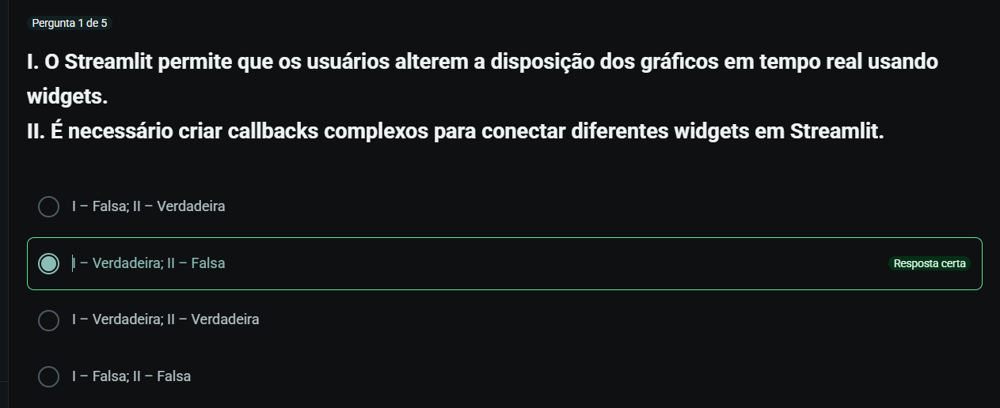 Pergunta 1 de 5
I. O Streamlit permite que os usuários alterem a disposição dos gráficos em tempo real usando
widgets.
II. É necessário criar callbacks complexos para conectar diferentes widgets em Streamlit.
I – Falsa; II – Verdadeira
I – Verdadeira; II – Falsa
Resposta certa
I – Verdadeira; II – Verdadeira
I – Falsa; II – Falsa